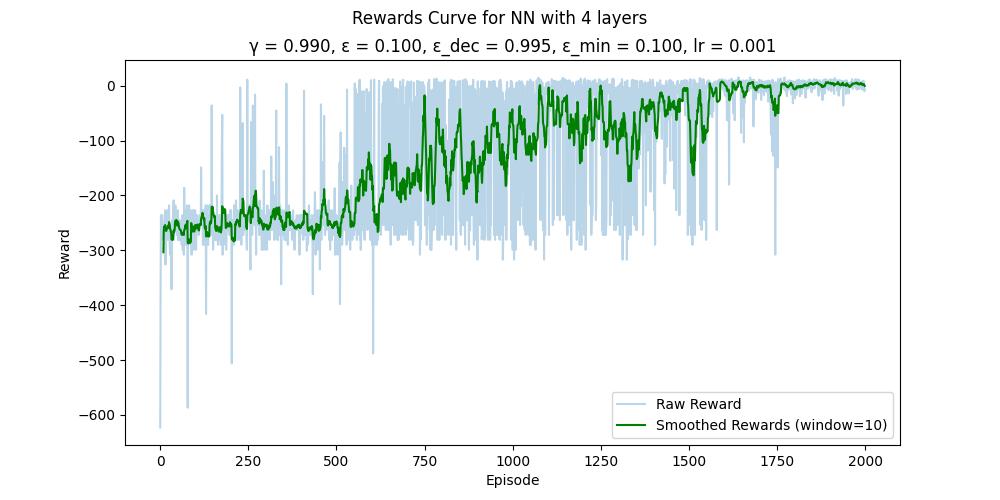 Rewards Curve for NN with 4 layers
γ = 0.990, ε = 0.100, ε_dec = 0.995, ε_min = 0.100, lr = 0.001
Reward
0
−100
−200
−300
−400
−500
−600
0 250 500 750 1000 1250 1500 1750 2000
Episode
Raw Reward
Smoothed Rewards (window=10)